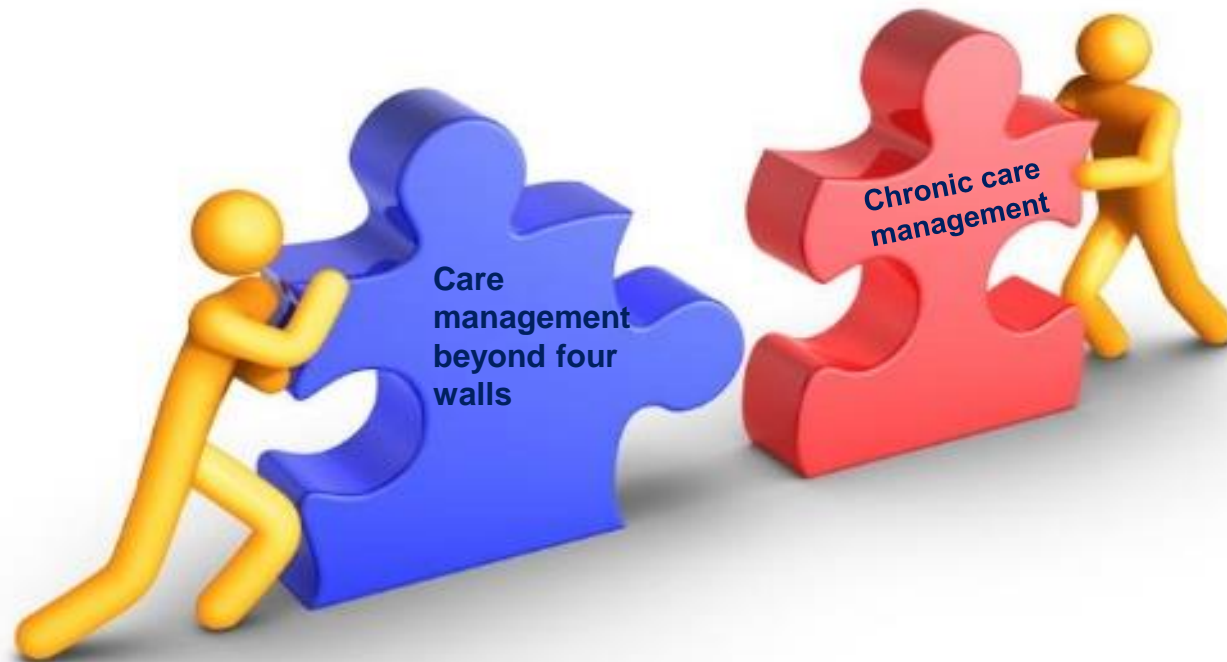 Care
management
beyond four
walls
Chronic care
management